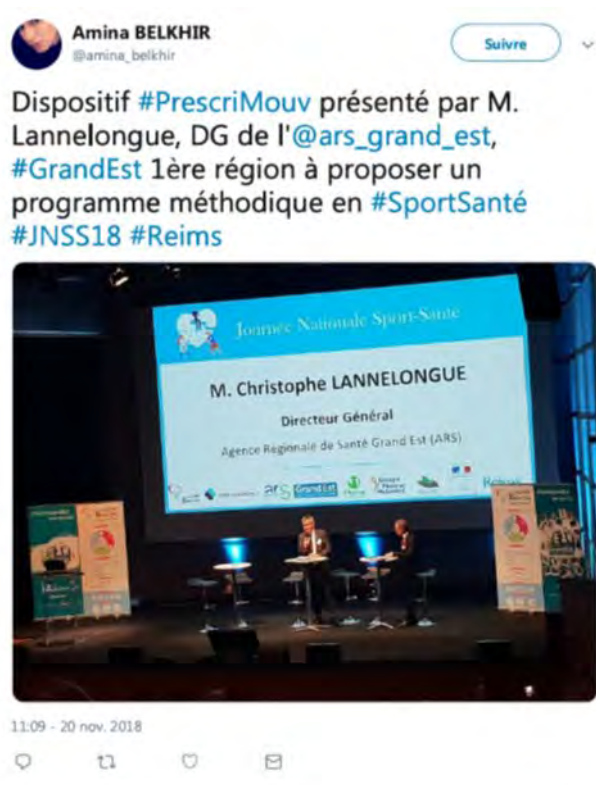 Amina BELKHIR
@amina_belkhir
Suivre
Dispositif #PrescriMouv présenté par M.
Lannelongue, DG de l'@ars_grand_est,
#GrandEst 1ère région à proposer un
programme méthodique en #SportSanté
#JNSS18 #Reims
Journée Nationale Sport-Santé
M. Christophe LANNELONGUE
Directeur Général
Agence Régionale de Santé Grand Est (ARS)
ars GrandEst
11:09 - 20 nov. 2018